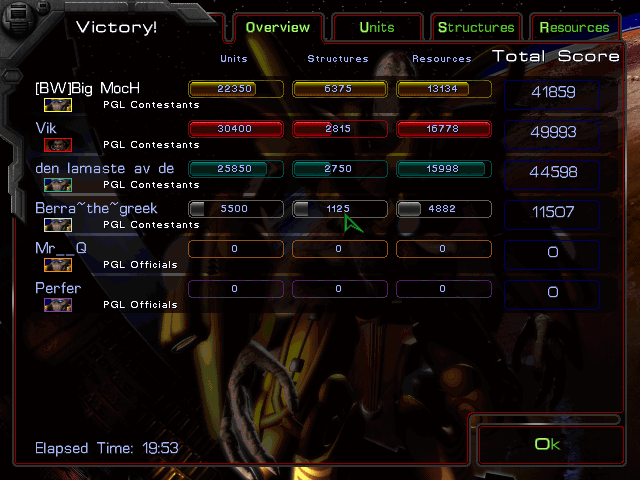 Victory!
Overview
Units
Structures
Resources
Units
Structures
Resources
Total Score
[BW]Big MocH
22350
6375
13134
41859
PGL Contestants
Vik
30400
2815
16778
49993
PGL Contestants
den lamaste av de
25850
2750
15998
44598
PGL Contestants
Berra~the~greek
5500
1125
4882
11507
PGL Contestants
Mr__Q
0
0
0
0
PGL Officials
Perfer
0
0
0
0
PGL Officials
Elapsed Time: 19:53
Ok